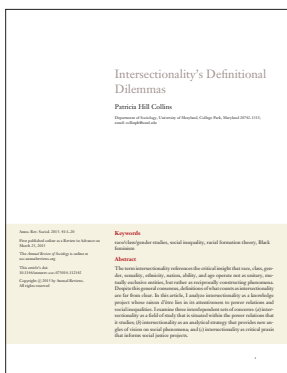 Intersectionality's Definitional
Dilemmas
Patricia Hill Collins
Department of Sociology, University of Maryland, College Park, Maryland 20742-1315;
email: collinph@umd.edu
Annu. Rev. Sociol. 2015. 41:1–20
First published online as a Review in Advance on
March 23, 2015
The Annual Review of Sociology is online at
soc.annualreviews.org
This article's doi:
10.1146/annurev-soc-073014-112142
Copyright © 2015 by Annual Reviews.
All rights reserved
Keywords
race/class/gender studies, social inequality, racial formation theory, Black
feminism
Abstract
The term intersectionality references the critical insight that race, class, gen-
der, sexuality, ethnicity, nation, ability, and age operate not as unitary, mu-
tually exclusive entities, but rather as reciprocally constructing phenomena.
Despite this general consensus, definitions of what counts as intersectionality
are far from clear. In this article, I analyze intersectionality as a knowledge
project whose raison d'être lies in its attentiveness to power relations and
social inequalities. I examine three interdependent sets of concerns: (a) inter-
sectionality as a field of study that is situated within the power relations that
it studies; (b) intersectionality as an analytical strategy that provides new an-
gles of vision on social phenomena; and (c) intersectionality as critical praxis
that informs social justice projects.